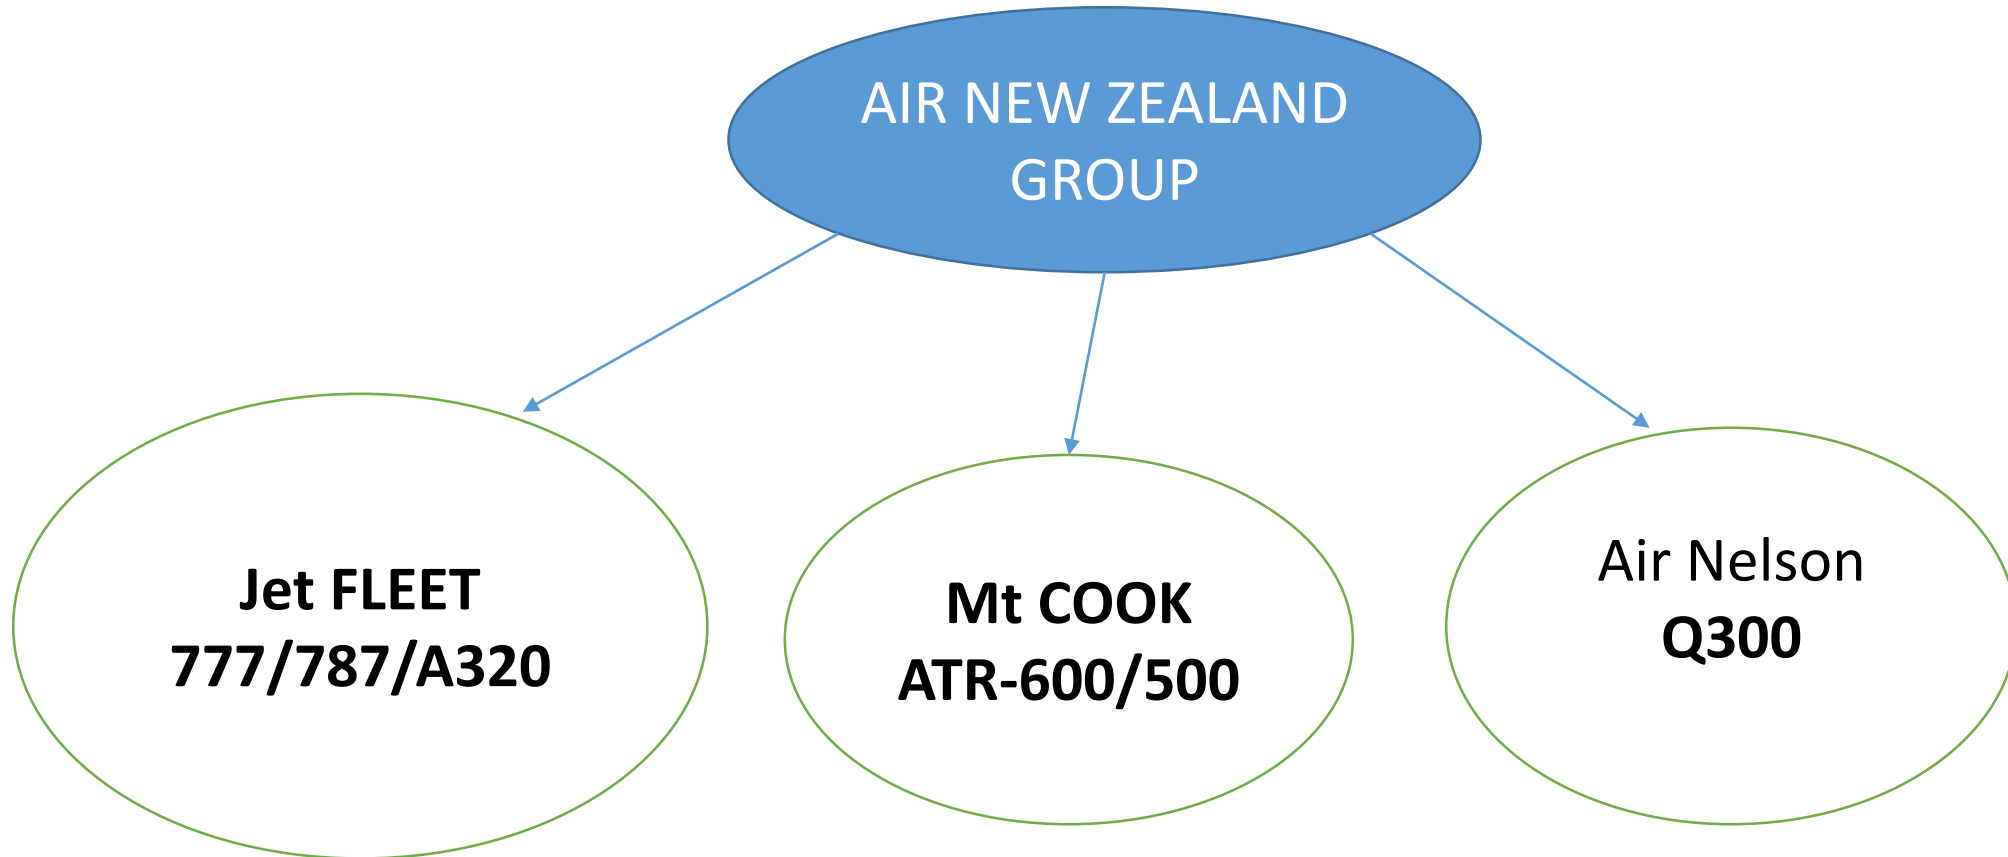 AIR NEW ZEALAND
GROUP
Jet FLEET
777/787/A320
Mt COOK
ATR-600/500
Air Nelson
Q300